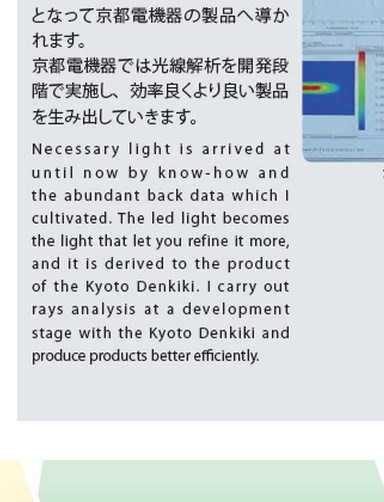 となって京都電機器の製品へ導か
れます。
京都電機器では光線解析を開発段
階で実施し、効率良くより良い製品
を生み出していきます。
Necessary light is arrived at
until now by know-how and
the abundant back data which I
cultivated. The led light becomes
the light that let you refine it more,
and it is derived to the product
of the Kyoto Denkiki. I carry out
rays analysis at a development
stage with the Kyoto Denkiki and
produce products better efficiently.